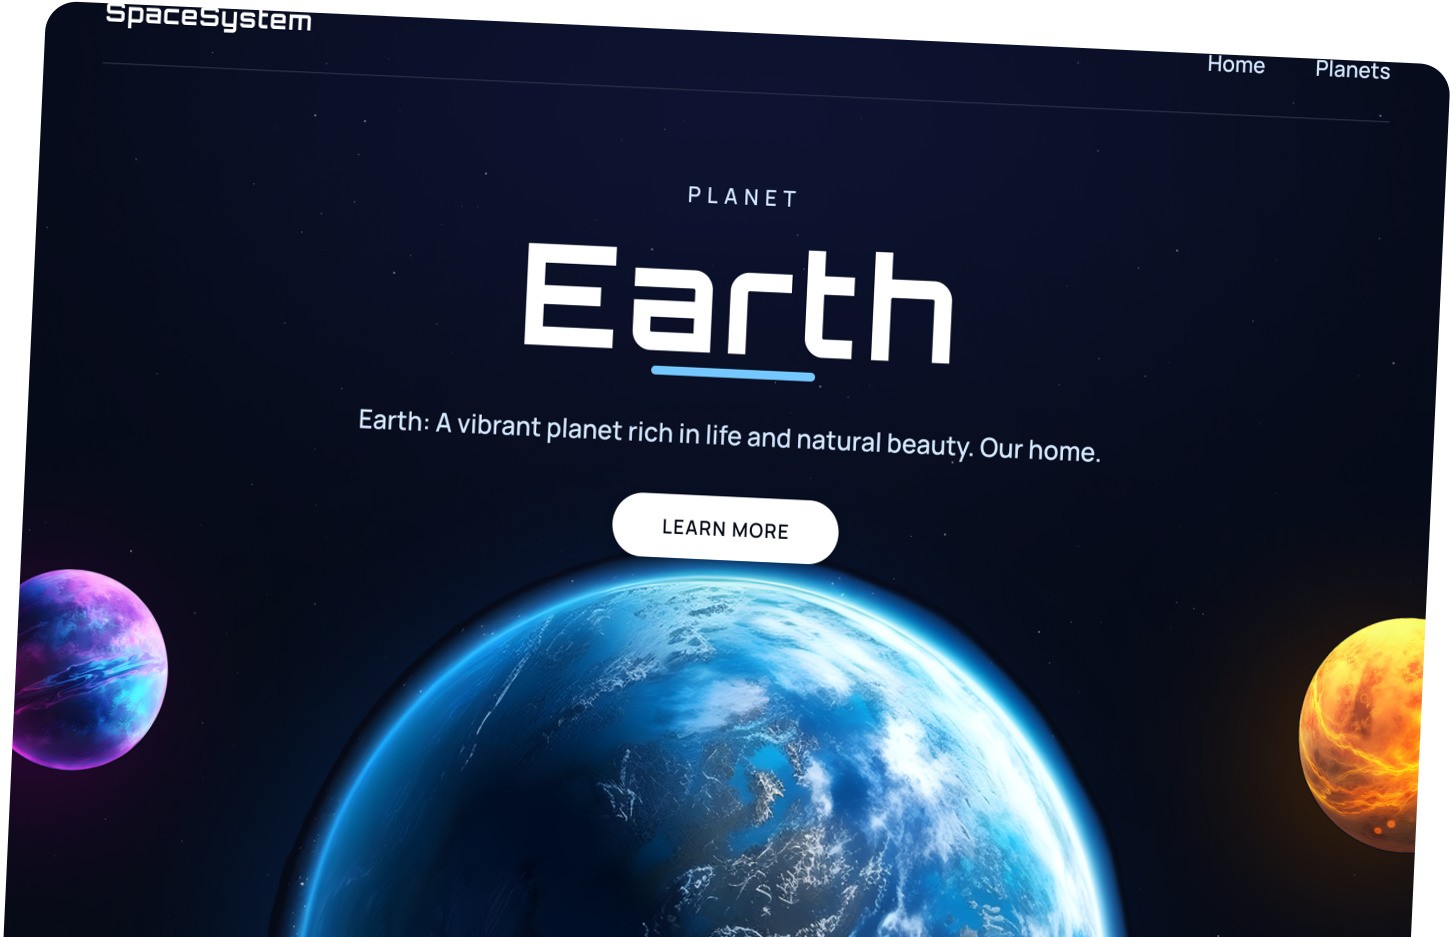 SpaceSystem
Home Planets
PLANET
Earth
Earth: A vibrant planet rich in life and natural beauty. Our home.
LEARN MORE